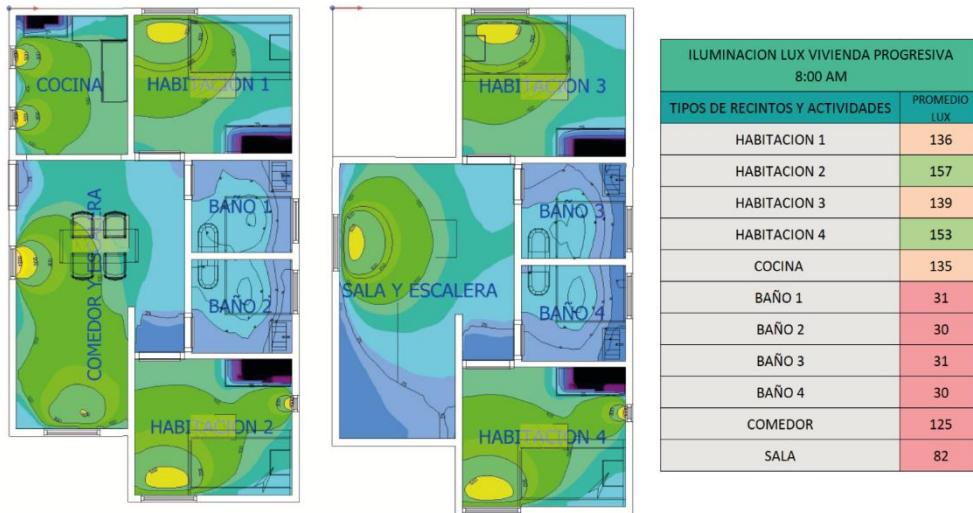 COCINA
HABITACION 1
BAÑO 1
COMEDOR Y ESCALERA
BAÑO 2
HABITACION 2
HABITACION 3
BAÑO 3
SALA Y ESCALERA
BAÑO 4
HABITACION 4
ILUMINACION LUX VIVIENDA PROGRESIVA
8:00 AM
TIPOS DE RECINTOS Y ACTIVIDADES PROMEDIO LUX
HABITACION 1 136
HABITACION 2 157
HABITACION 3 139
HABITACION 4 153
COCINA 135
BAÑO 1 31
BAÑO 2 30
BAÑO 3 31
BAÑO 4 30
COMEDOR 125
SALA 82